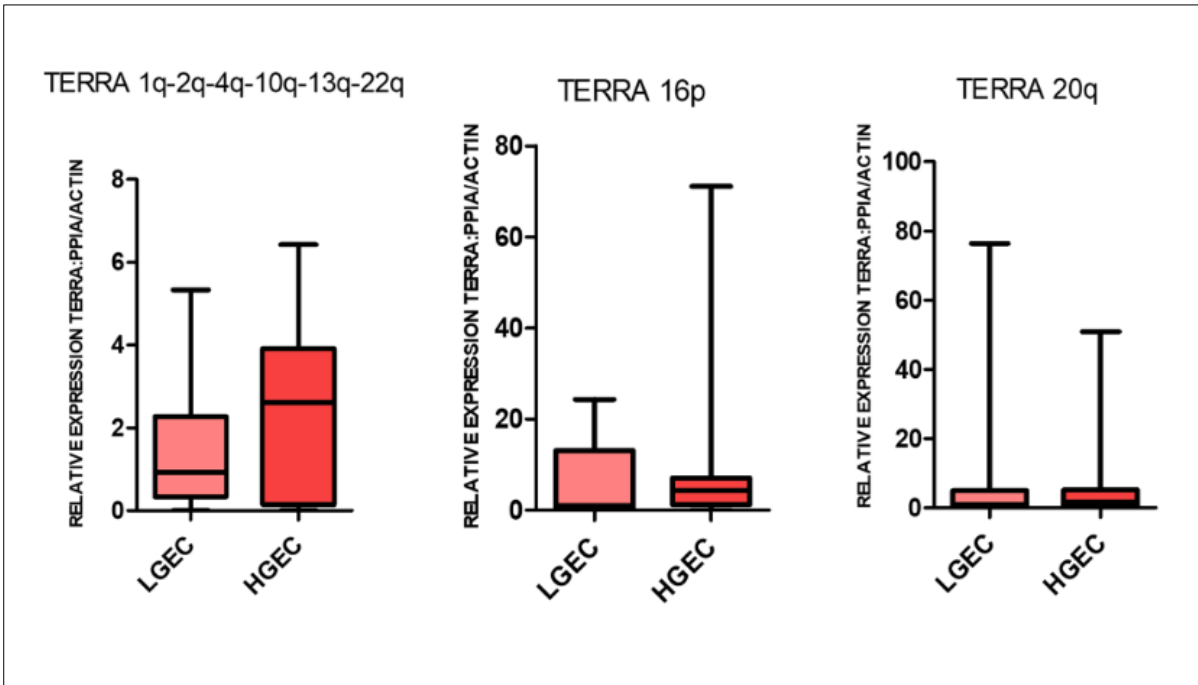 TERRA 1q-2q-4q-10q-13q-22q
RELATIVE EXPRESSION TERRA:PPIA/ACTIN
8
6
4
2
0
LGEC
HGEC
TERRA 16p
RELATIVE EXPRESSION TERRA:PPIA/ACTIN
80
60
40
20
0
LGEC
HGEC
TERRA 20q
RELATIVE EXPRESSION TERRA:PPIA/ACTIN
100
80
60
40
20
0
LGEC
HGEC